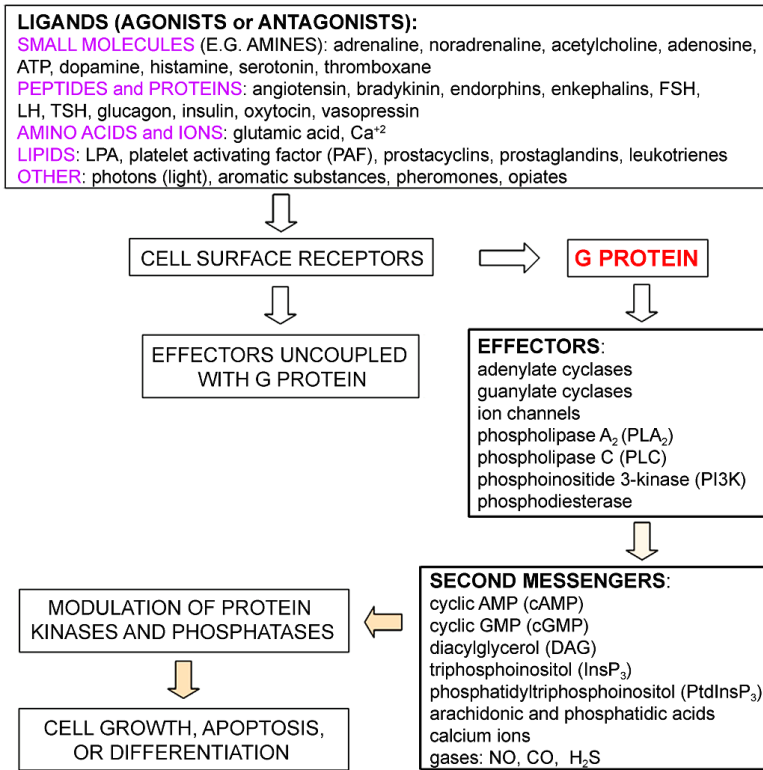 LIGANDS (AGONISTS or ANTAGONISTS):
SMALL MOLECULES (E.G. AMINES): adrenaline, noradrenaline, acetylcholine, adenosine,
ATP, dopamine, histamine, serotonin, thromboxane
PEPTIDES and PROTEINS: angiotensin, bradykinin, endorphins, enkephalins, FSH,
LH, TSH, glucagon, insulin, oxytocin, vasopressin
AMINO ACIDS and IONS: glutamic acid, Ca⁺²
LIPIDS: LPA, platelet activating factor (PAF), prostacyclins, prostaglandins, leukotrienes
OTHER: photons (light), aromatic substances, pheromones, opiates
CELL SURFACE RECEPTORS
G PROTEIN
EFFECTORS UNCOUPLED
WITH G PROTEIN
EFFECTORS:
adenylate cyclases
guanylate cyclases
ion channels
phospholipase A₂ (PLA₂)
phospholipase C (PLC)
phosphoinositide 3-kinase (PI3K)
phosphodiesterase
SECOND MESSENGERS:
cyclic AMP (cAMP)
cyclic GMP (cGMP)
diacylglycerol (DAG)
triphosphoinositol (InsP₃)
phosphatidyltriphosphoinositol (PtdInsP₃)
arachidonic and phosphatidic acids
calcium ions
gases: NO, CO, H₂S
MODULATION OF PROTEIN
KINASES AND PHOSPHATASES
CELL GROWTH, APOPTOSIS,
OR DIFFERENTIATION